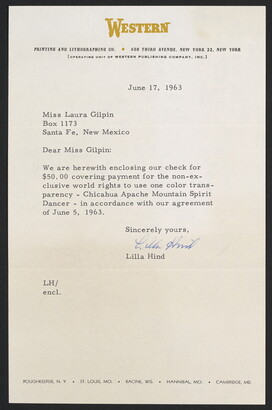 WESTERN
PRINTING AND LITHOGRAPHING CO. • 630 THIRD AVENUE, NEW YORK 22, NEW YORK
[OPERATING UNIT OF WESTERN PUBLISHING COMPANY, INC.]
June 17, 1963
Miss Laura Gilpin
Box 1173
Santa Fe, New Mexico
Dear Miss Gilpin:
We are herewith enclosing our check for
$50.00 covering payment for the non-ex-
clusive world rights to use one color trans-
parency - Chicahua Apache Mountain Spirit
Dancer - in accordance with our agreement
of June 5, 1963.
Sincerely yours,
Lilla Hind
Lilla Hind
LH/
encl.
POUGHKEEPSIE, N. Y. • ST. LOUIS, MO. • RACINE, WIS. • HANNIBAL, MO. • CAMBRIDGE, MD.